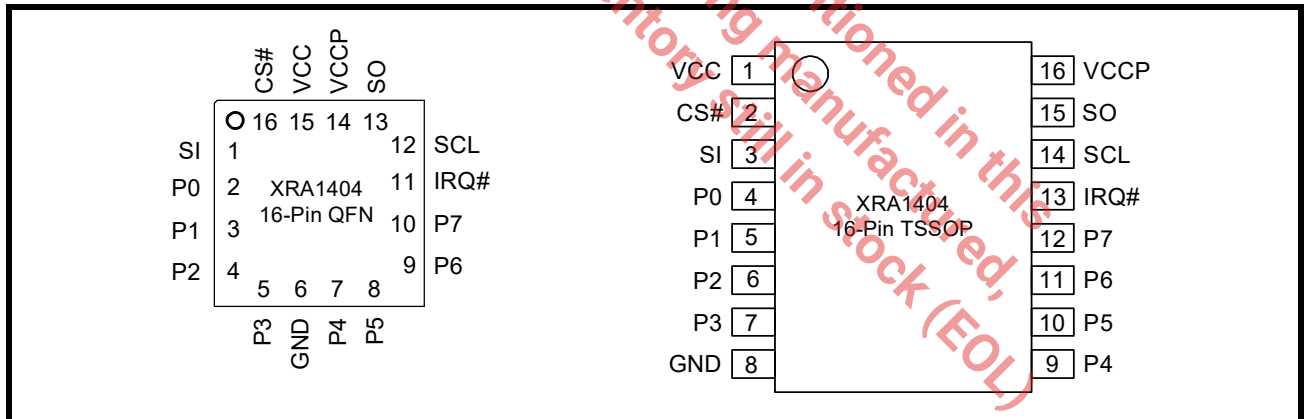 CS# VCC VCCP SO
16 15 14 13
SI 1
P0 2
P1 3
P2 4
XRA1404
16-Pin QFN
12 SCL
11 IRQ#
10 P7
9 P6
5 6 7 8
P3 GND P4 P5
VCC 1
CS# 2
SI 3
P0 4
P1 5
P2 6
P3 7
GND 8
XRA1404
16-Pin TSSOP
16 VCCP
15 SO
14 SCL
13 IRQ#
12 P7
11 P6
10 P5
9 P4
tioned in this
ng manufactured,
ntory still in stock (EOL)